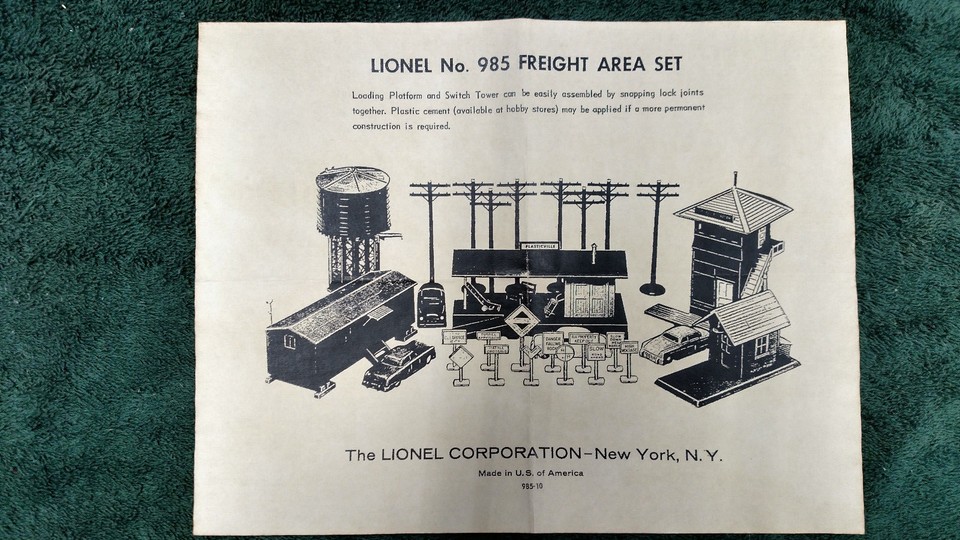 LIONEL No. 985 FREIGHT AREA SET
Loading Platform and Switch Tower can be easily assembled by snapping lock joints
together. Plastic cement (available at hobby stores) may be applied if a more permanent
construction is required.
PLASTICVILLE
DANGER
SLOW
The LIONEL CORPORATION–New York, N.Y.
Made in U.S. of America
985-10